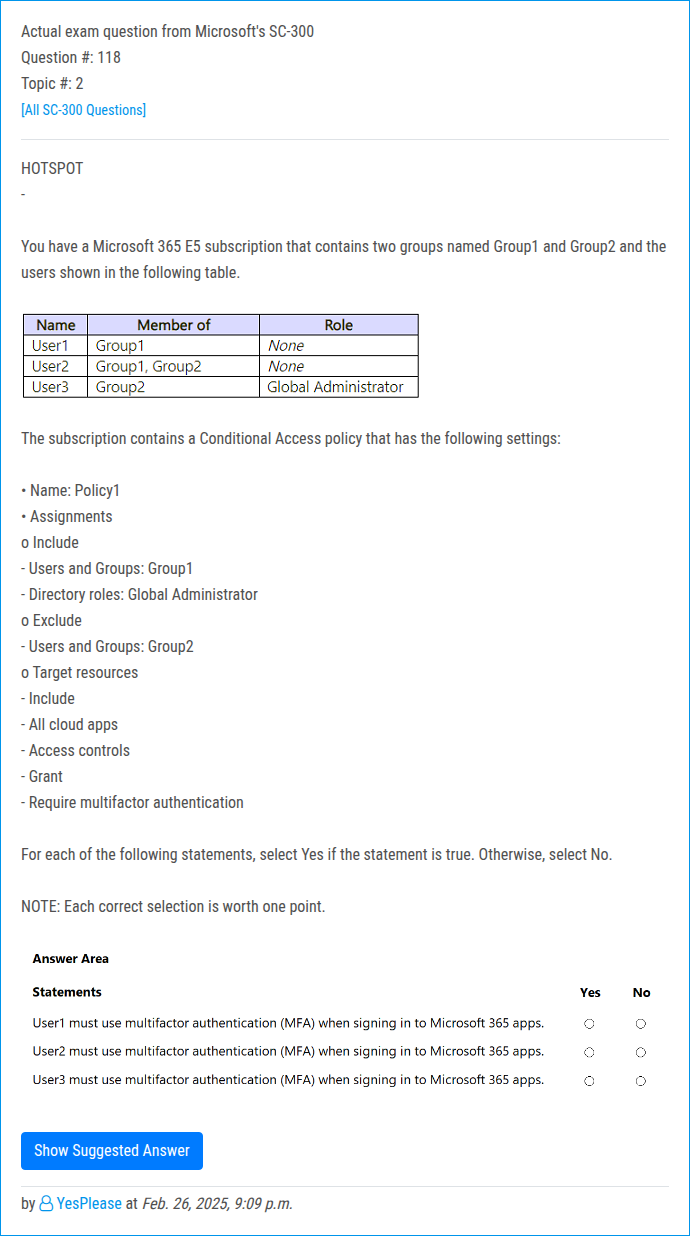 Actual exam question from Microsoft's SC-300
Question #: 118
Topic #: 2
[All SC-300 Questions]
HOTSPOT
-
You have a Microsoft 365 E5 subscription that contains two groups named Group1 and Group2 and the
users shown in the following table.
Name Member of Role
User1 Group1 None
User2 Group1, Group2 None
User3 Group2 Global Administrator
The subscription contains a Conditional Access policy that has the following settings:
• Name: Policy1
• Assignments
o Include
- Users and Groups: Group1
- Directory roles: Global Administrator
o Exclude
- Users and Groups: Group2
o Target resources
- Include
- All cloud apps
- Access controls
- Grant
- Require multifactor authentication
For each of the following statements, select Yes if the statement is true. Otherwise, select No.
NOTE: Each correct selection is worth one point.
Answer Area
Statements Yes No
User1 must use multifactor authentication (MFA) when signing in to Microsoft 365 apps.
User2 must use multifactor authentication (MFA) when signing in to Microsoft 365 apps.
User3 must use multifactor authentication (MFA) when signing in to Microsoft 365 apps.
Show Suggested Answer
by YesPlease at Feb. 26, 2025, 9:09 p.m.